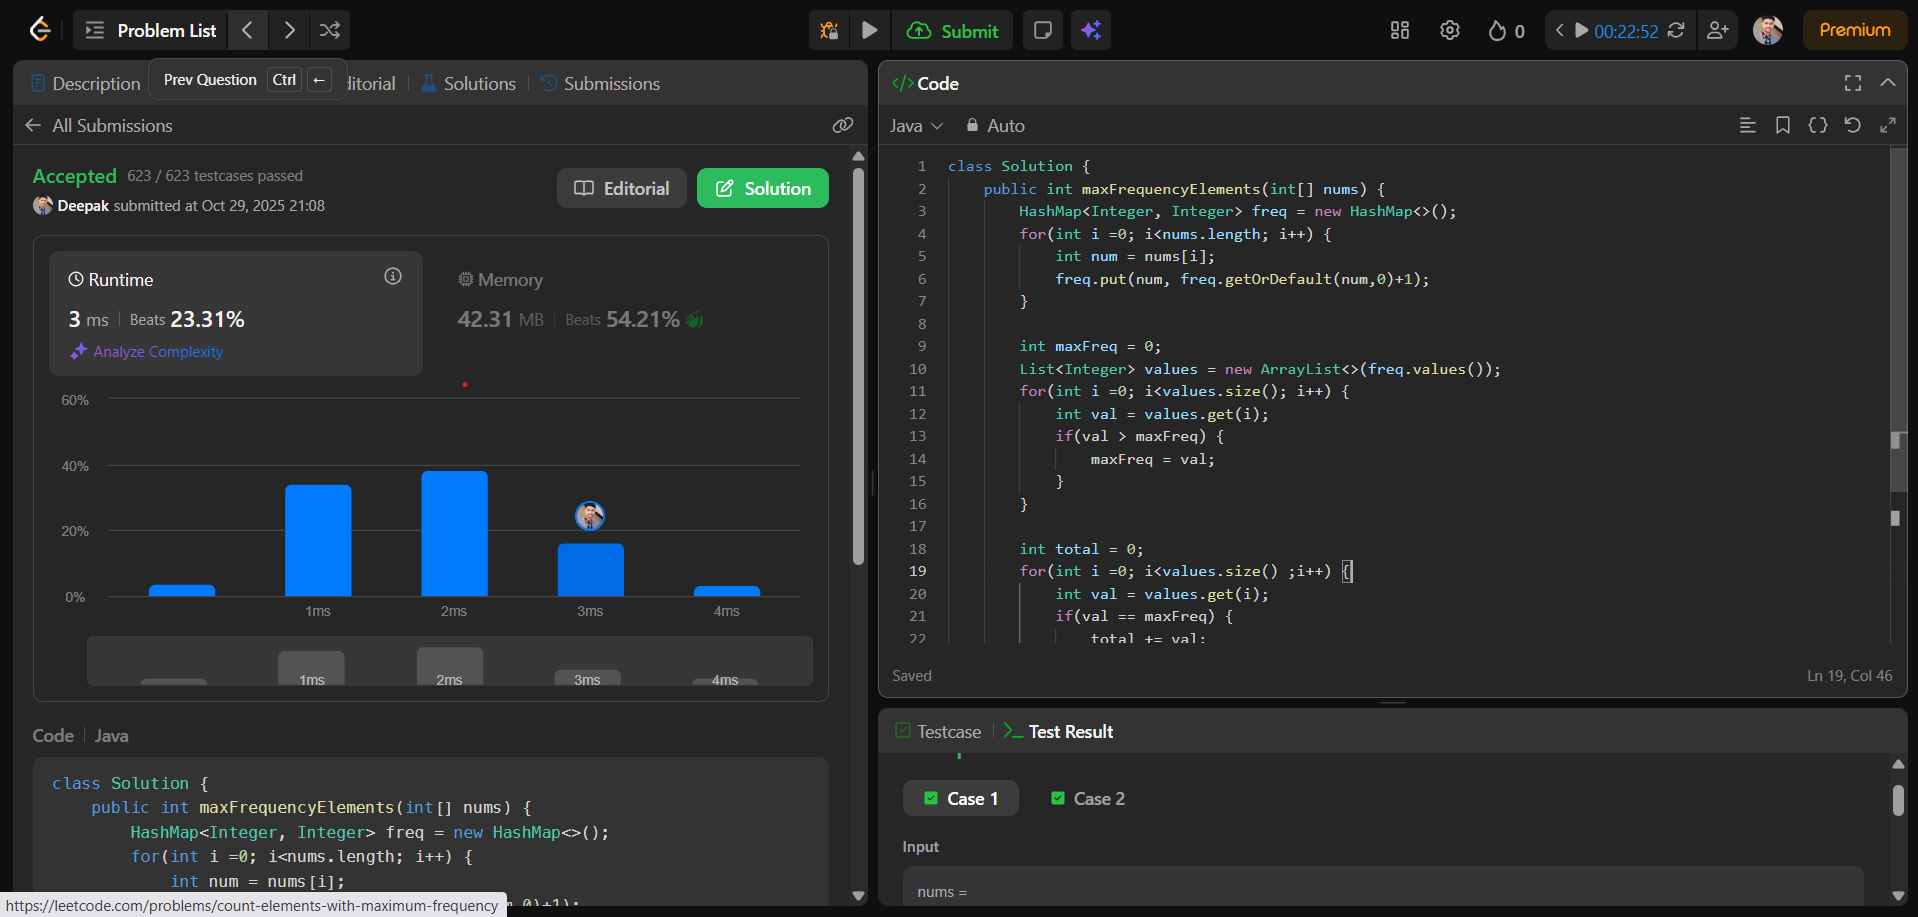 Problem List
Submit
0
00:22:52
Premium
Description
Prev Question Ctrl ←
ditorial
Solutions
Submissions
All Submissions
Accepted 623 / 623 testcases passed
Deepak submitted at Oct 29, 2025 21:08
Editorial
Solution
Runtime
3 ms Beats 23.31%
Analyze Complexity
Memory
42.31 MB Beats 54.21%
60%
40%
20%
0%
1ms 2ms 3ms 4ms
1ms 2ms 3ms 4ms
Code Java
class Solution {
public int maxFrequencyElements(int[] nums) {
HashMap<Integer, Integer> freq = new HashMap<>();
for(int i =0; i<nums.length; i++) {
int num = nums[i];
,0)+1);
https://leetcode.com/problems/count-elements-with-maximum-frequency
</> Code
Java Auto
1 class Solution {
2 public int maxFrequencyElements(int[] nums) {
3 HashMap<Integer, Integer> freq = new HashMap<>();
4 for(int i =0; i<nums.length; i++) {
5 int num = nums[i];
6 freq.put(num, freq.getOrDefault(num,0)+1);
7 }
8
9 int maxFreq = 0;
10 List<Integer> values = new ArrayList<>(freq.values());
11 for(int i =0; i<values.size(); i++) {
12 int val = values.get(i);
13 if(val > maxFreq) {
14 maxFreq = val;
15 }
16 }
17
18 int total = 0;
19 for(int i =0; i<values.size() ;i++) {
20 int val = values.get(i);
21 if(val == maxFreq) {
22 total += val;
Saved
Ln 19, Col 46
Testcase
Test Result
Case 1
Case 2
Input
nums =